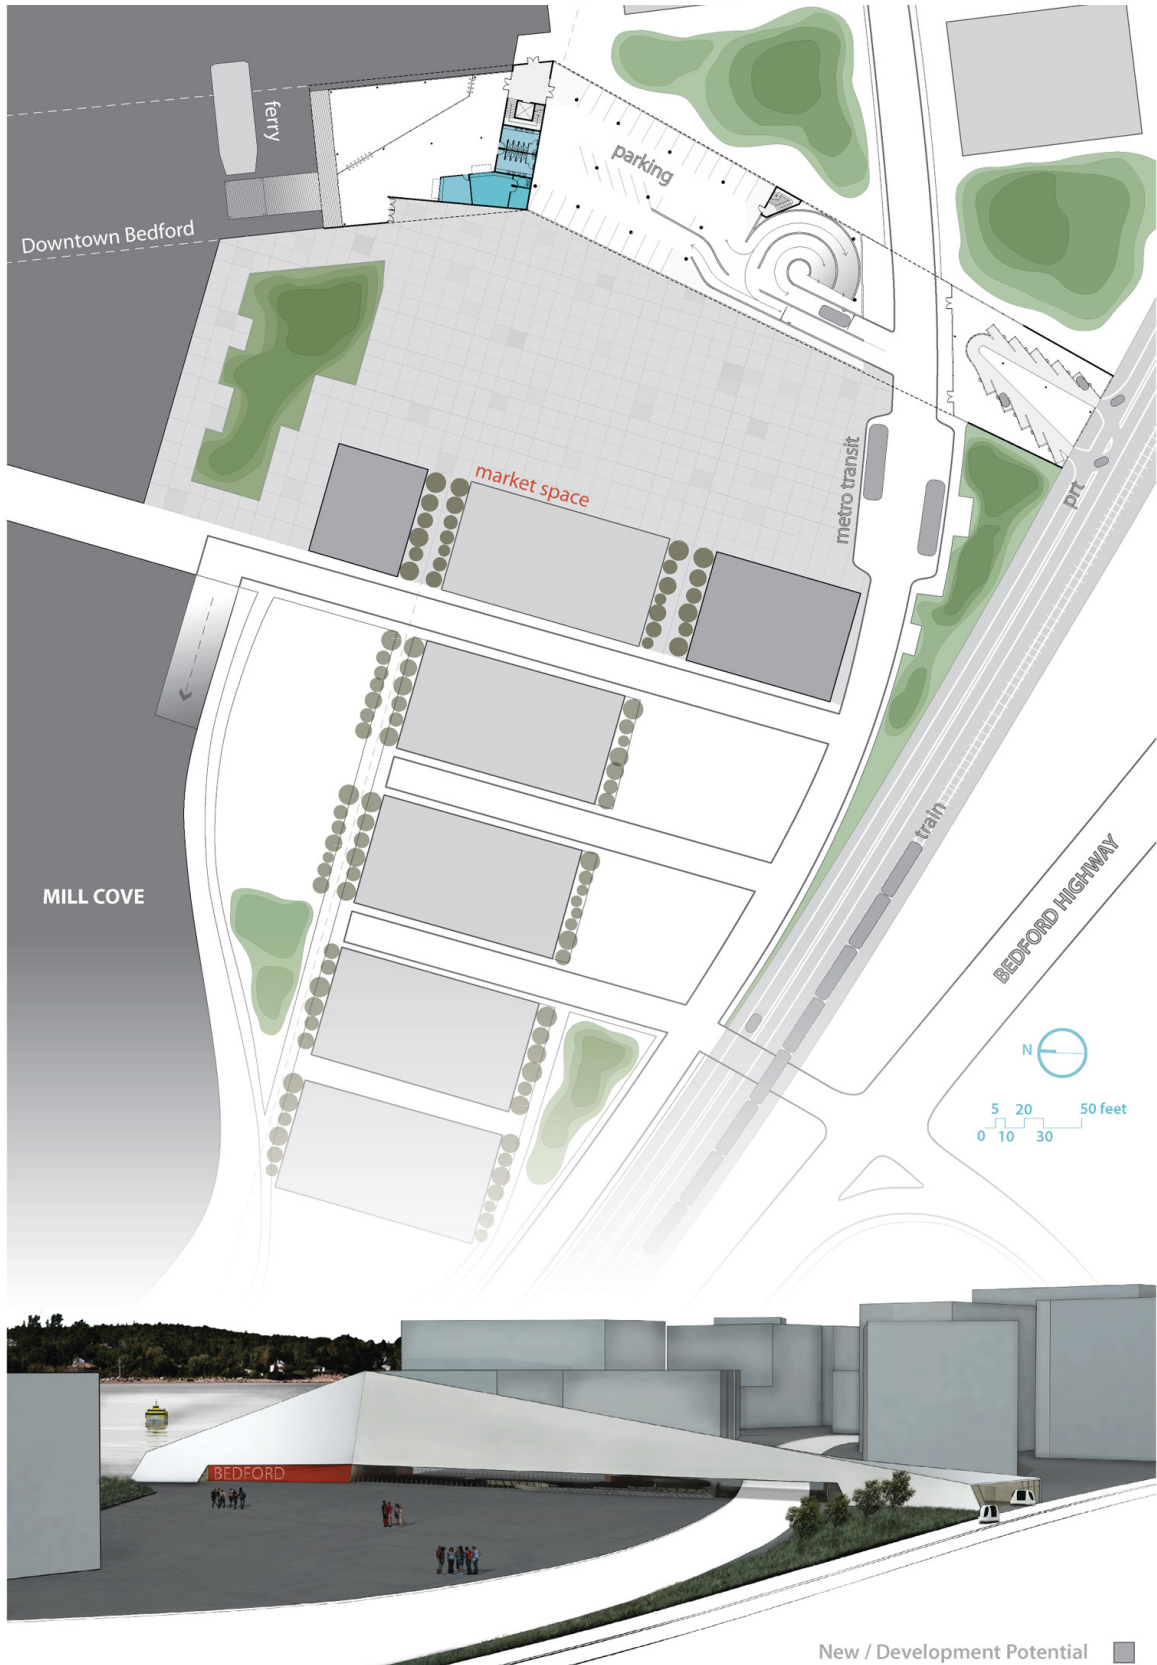 ferry
parking
Downtown Bedford
market space
metro transit
prt
train
MILL COVE
BEDFORD HIGHWAY
N
5 20 50 feet
0 10 30
BEDFORD
New / Development Potential